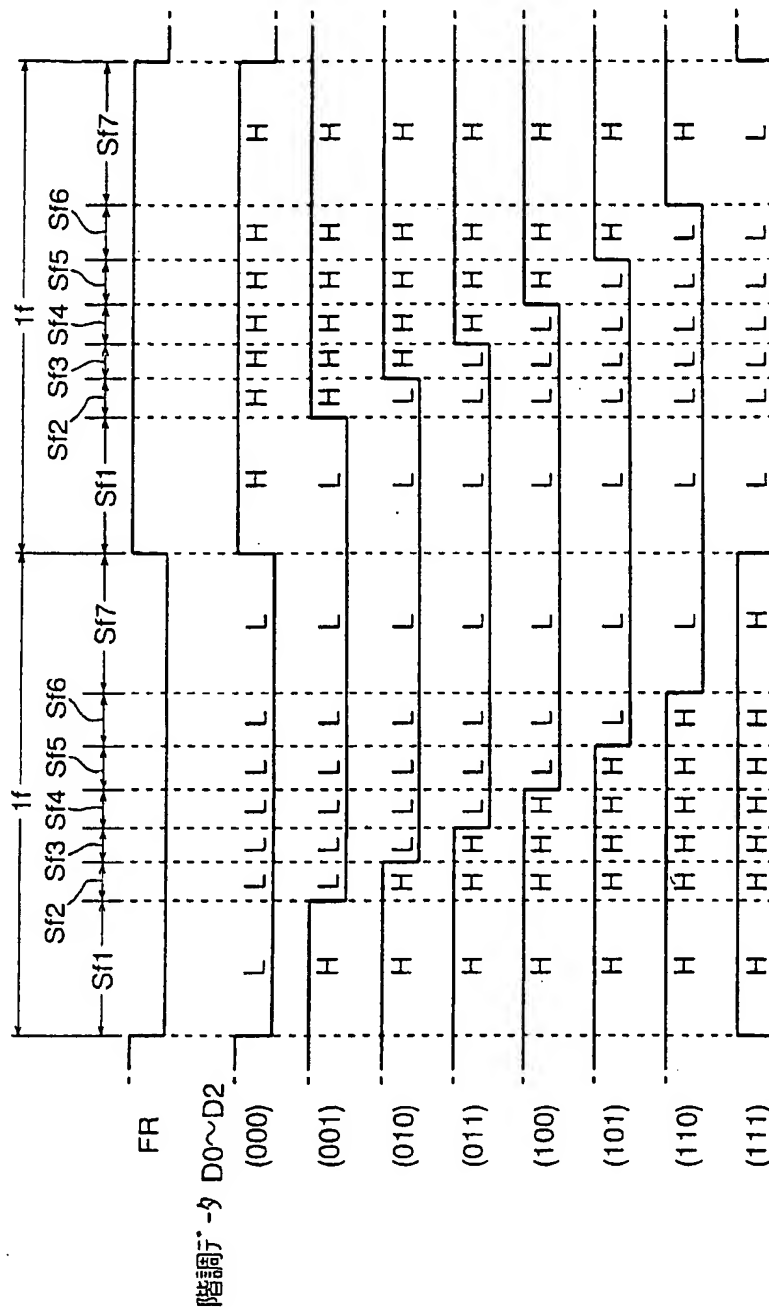 1f 1f
Sf2 Sf3 Sf4 Sf5 Sf6 Sf2 Sf3 Sf4 Sf5 Sf6
Sf1 Sf7 Sf1 Sf7
FR
階調データ D0〜D2
(000) L L L L L L L H H H H H H H
(001) H L L L L L L L H H H H H H
(010) H H L L L L L L L H H H H H
(011) H H H L L L L L L L H H H H
(100) H H H H L L L L L L L H H H
(101) H H H H H L L L L L L L H H
(110) H H H H H H L L L L L L L H
(111) H H H H H H H L L L L L L L